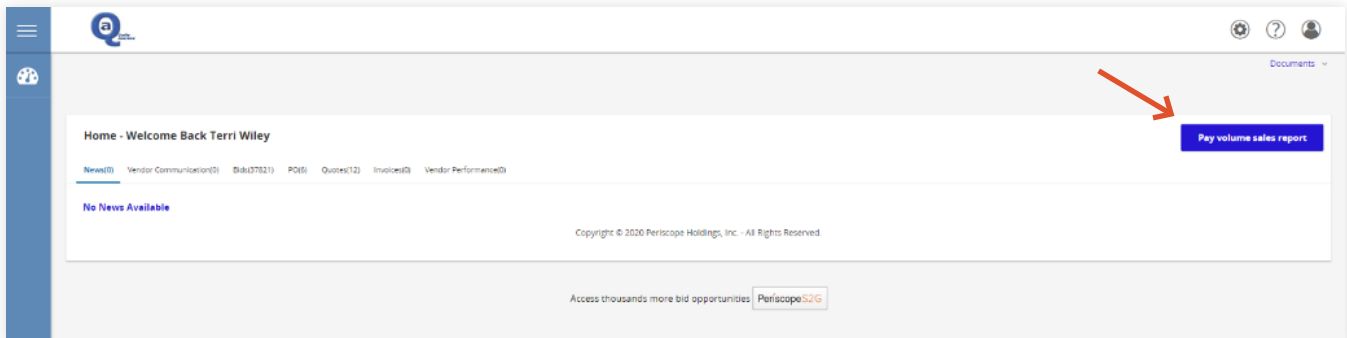 a
Documents
Home - Welcome Back Terri Wiley
Pay volume sales report
News(0) Vendor Communication(0) Bids(37821) PO(6) Quotes(12) Invoices(0) Vendor Performance(0)
No News Available
Copyright © 2020 Periscope Holdings, Inc. - All Rights Reserved.
Access thousands more bid opportunities PeriscopeS2G